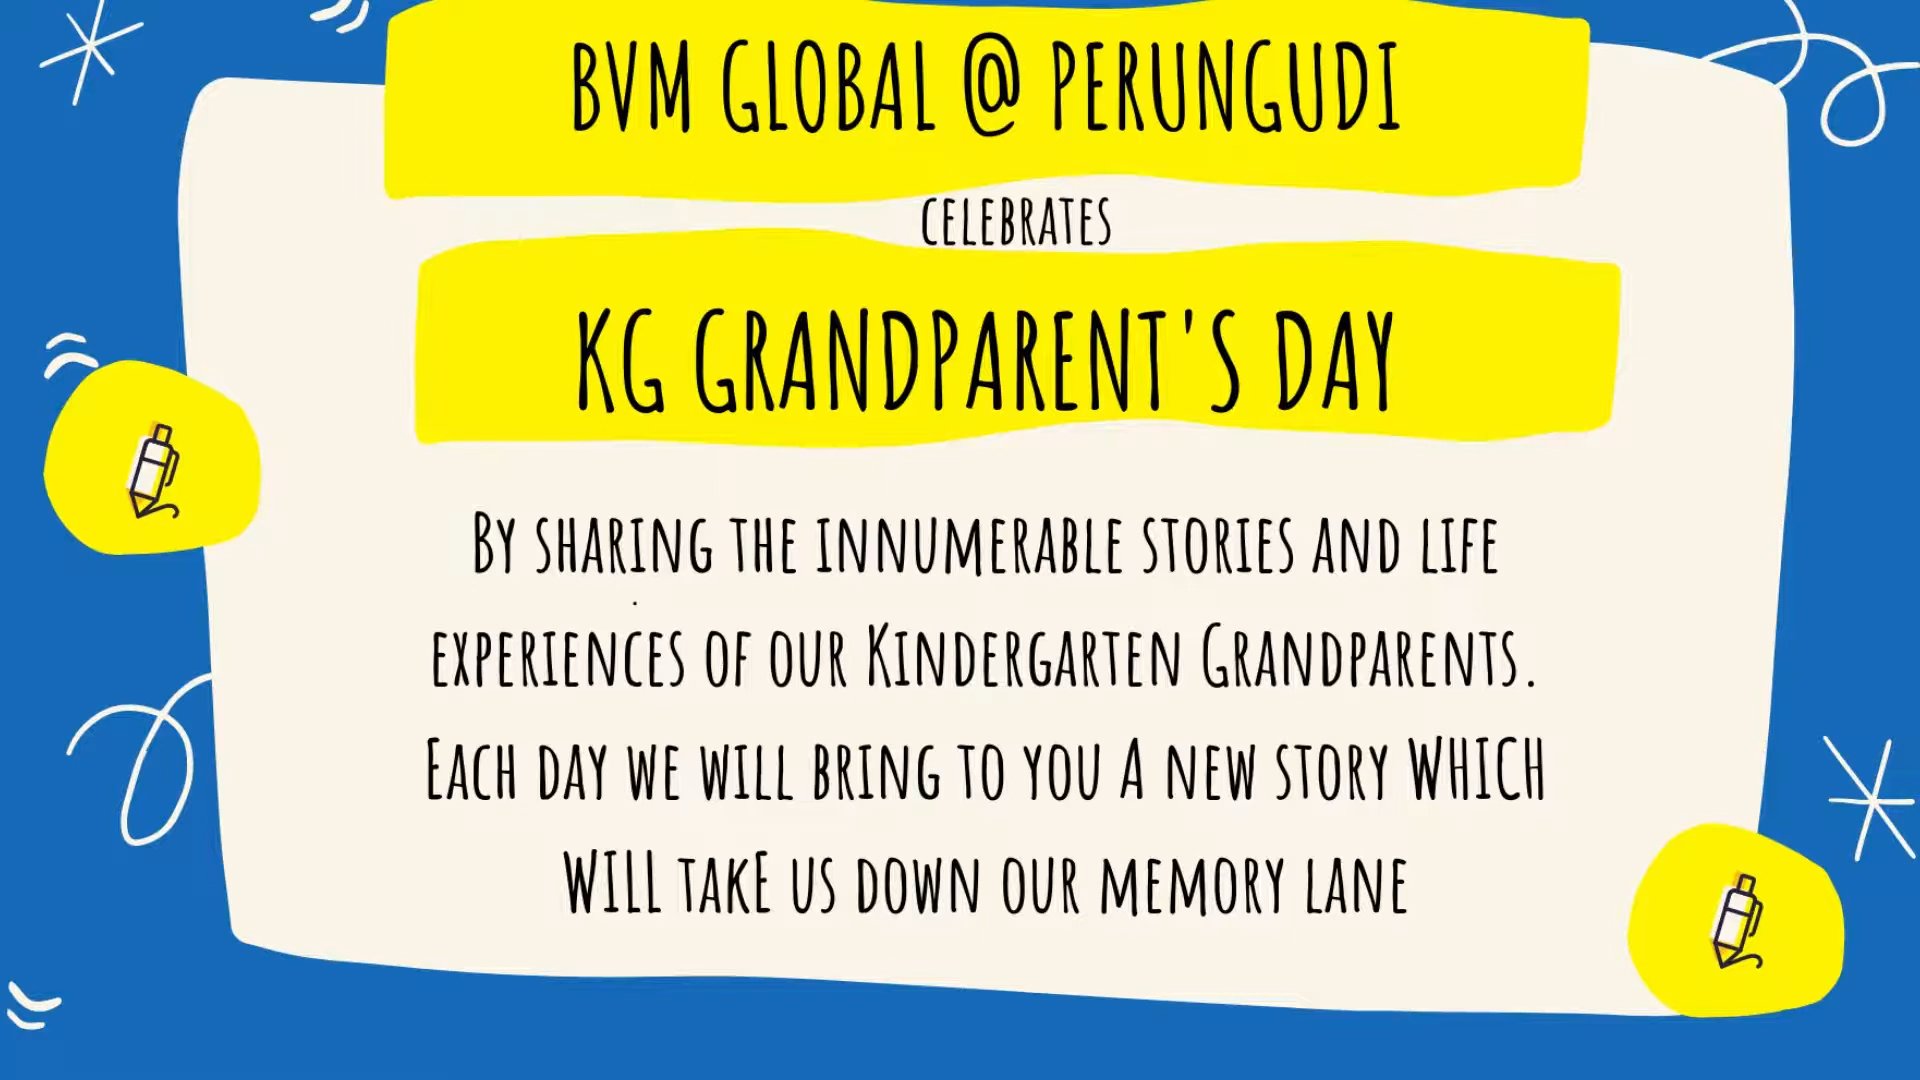 BVM GLOBAL @ PERUNGUDI
CELEBRATES
KG GRANDPARENT'S DAY
By sharing the innumerable stories and life
experiences of our Kindergarten Grandparents.
Each day we will bring to you A new story WHICH
WILL takE us down our memory lane